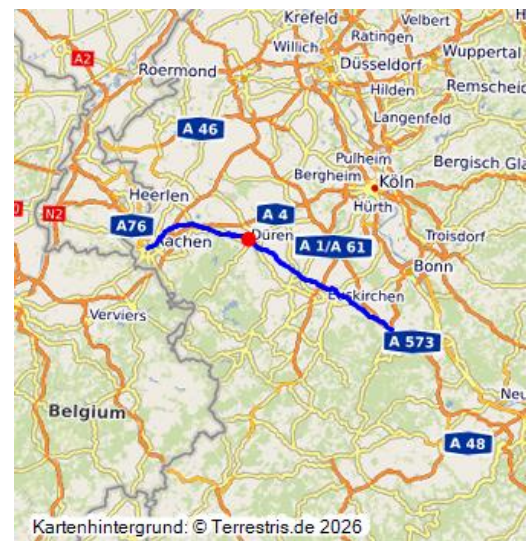 Krefeld
Velbert
A2
Willich
Ratingen
Wuppertal
Roermond
Düsseldorf
Hilden
Remscheid
A 46
Langenfeld
Pulheim
Bergisch Gla
Bergheim
Köln
Heerlen
Hürth
A 4
N2
A76
Aachen
Düren
A 1/A 61
Troisdorf
Bonn
Euskirchen
Verviers
A 573
Neu
Belgium
A 48
Kartenhintergrund: © Terrestris.de 2026